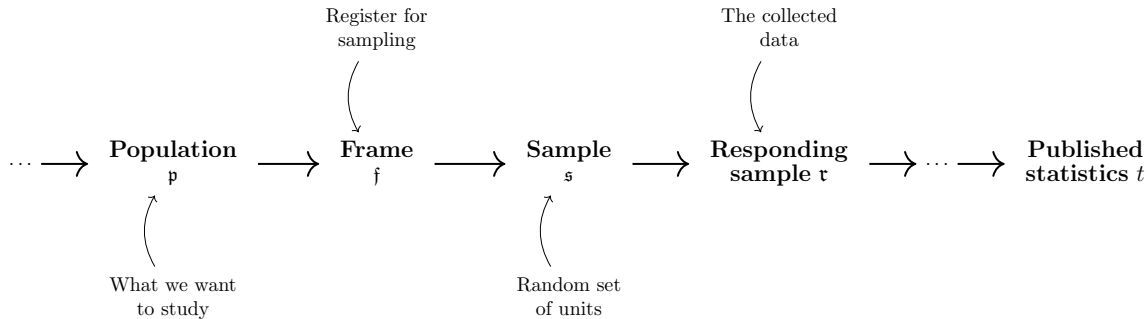 Register for
sampling
The collected
data
... Population Frame Sample Responding ... Published
𝔭 𝔣 𝔰 sample 𝔯 statistics t
What we want
to study
Random set
of units